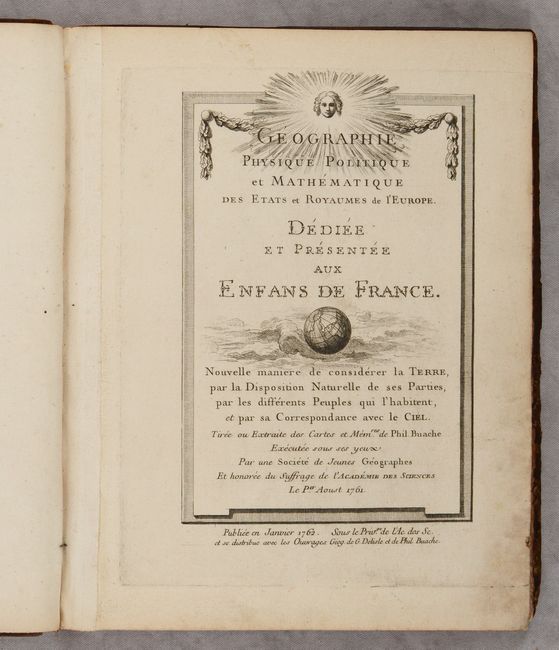 GEOGRAPHIE
PHYSIQUE POLITIQUE
et MATHÉMATIQUE
DES ETATS et ROYAUMES de l'EUROPE.
DÉDIÉE
ET PRÉSENTÉE
AUX
ENFANS DE FRANCE.
Nouvelle maniere de considérer la TERRE,
par la Disposition Naturelle de ses Parties,
par les différents Peuples qui l'habitent,
et par sa Correspondance avec le CIEL.
Tirée ou Extraite des Cartes et Mém.res de Phil. Buache
Exécutée sous ses yeux
Par une Société de Jeunes Géographes
Et honorée du Suffrage de l'ACADÉMIE DES SCIENCES
Le P.er Aoust 1761.
Publiée en Janvier 1762. Sous le Priv.ge de l'Ac. des Sc.
et se distribue avec les Ouvrages Geog. de G. Delisle et de Phil. Buache.